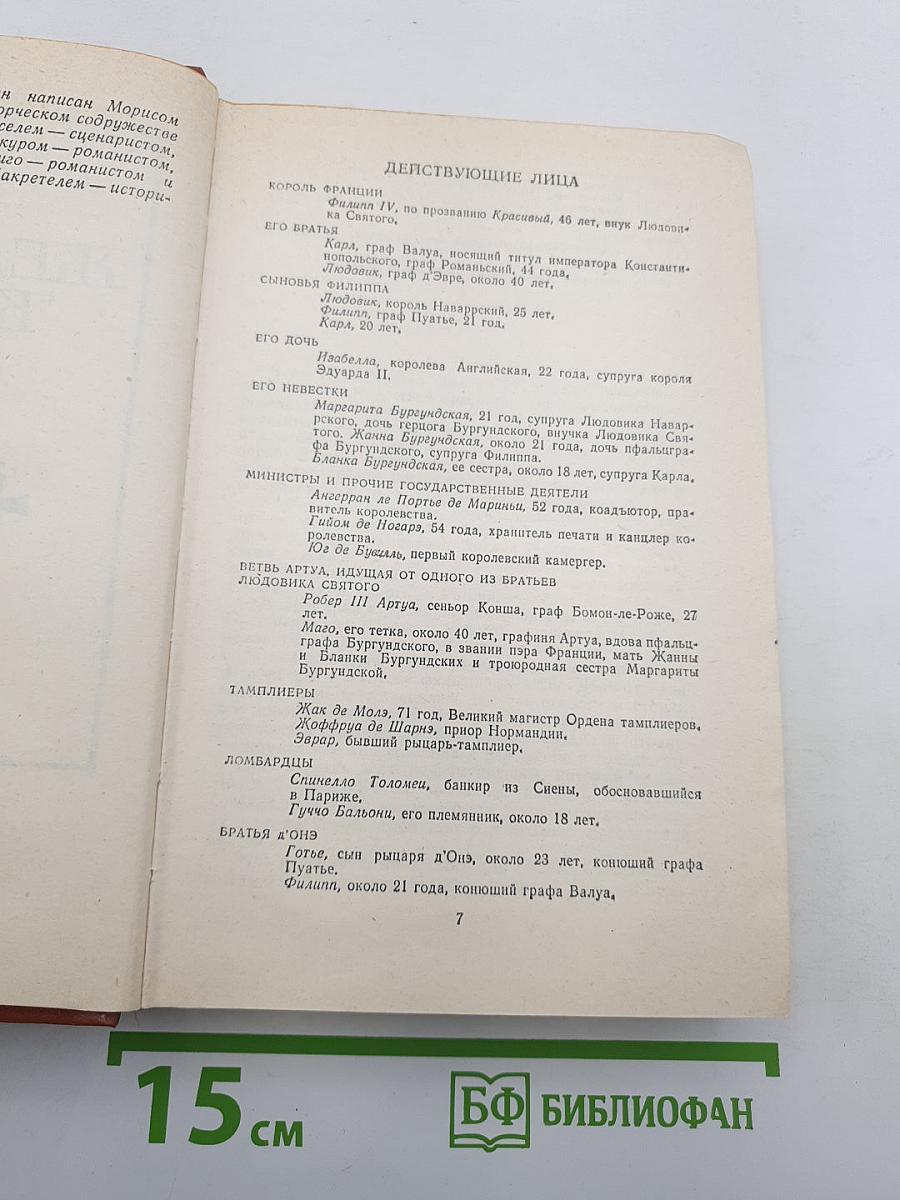 н написан Морисом
орческом содружестве
селем — сценаристом,
куром — романистом,
иго — романистом и
акретелем — истори-
ДЕЙСТВУЮЩИЕ ЛИЦА
КОРОЛЬ ФРАНЦИИ
Филипп IV, по прозванию Красивый, 46 лет, внук Людови-
ка Святого.
ЕГО БРАТЬЯ
Карл, граф Валуа, носящий титул императора Константи-
нопольского, граф Романьский, 44 года.
Людовик, граф д'Эвре, около 40 лет.
СЫНОВЬЯ ФИЛИППА
Людовик, король Наваррский, 25 лет.
Филипп, граф Пуатье, 21 год.
Карл, 20 лет.
ЕГО ДОЧЬ
Изабелла, королева Английская, 22 года, супруга короля
Эдуарда II.
ЕГО НЕВЕСТКИ
Маргарита Бургундская, 21 год, супруга Людовика Навар-
рского, дочь герцога Бургундского, внучка Людовика Свя-
того. Жанна Бургундская, около 21 года, дочь пфальцгра-
фа Бургундского, супруга Филиппа.
Бланка Бургундская, ее сестра, около 18 лет, супруга Карла.
МИНИСТРЫ И ПРОЧИЕ ГОСУДАРСТВЕННЫЕ ДЕЯТЕЛИ
Ангерран ле Портье де Мариньи, 52 года, коадъютор, пра-
витель королевства.
Гийом де Ногарэ, 54 года, хранитель печати и канцлер ко-
ролевства.
Юг де Бувилль, первый королевский камергер.
ВЕТВЬ АРТУА, ИДУЩАЯ ОТ ОДНОГО ИЗ БРАТЬЕВ
ЛЮДОВИКА СВЯТОГО
Робер III Артуа, сеньор Конша, граф Бомон-ле-Роже, 27
лет.
Маго, его тетка, около 40 лет, графиня Артуа, вдова пфальц-
графа Бургундского, в звании пэра Франции, мать Жанны
и Бланки Бургундских и троюродная сестра Маргариты
Бургундской.
ТАМПЛИЕРЫ
Жак де Молэ, 71 год, Великий магистр Ордена тамплиеров.
Жоффруа де Шарнэ, приор Нормандии.
Эврар, бывший рыцарь-тамплиер.
ЛОМБАРДЦЫ
Спинелло Толомеи, банкир из Сиены, обосновавшийся
в Париже.
Гуччо Бальони, его племянник, около 18 лет.
БРАТЬЯ д'ОНЭ
Готье, сын рыцаря д'Онэ, около 23 лет, конюший графа
Пуатье.
Филипп, около 21 года, конюший графа Валуа.
7
15 см
БФ БИБЛИОФАН